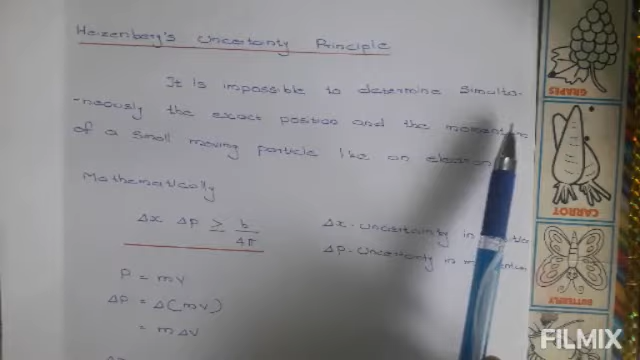 Heizenberg's Uncertanty Principle
It is impossible to determine Simulta-
-neously the exact position and the momentum
of a small moving particle like an electron
Mathematically
Δx Δp ≥ h/4π
Δx - uncertainty in
Δp - Uncertainty in
P = mv
Δp = Δ(mv)
= mΔv
GRAPES
CARROT
BUTTERFLY
FILMIX